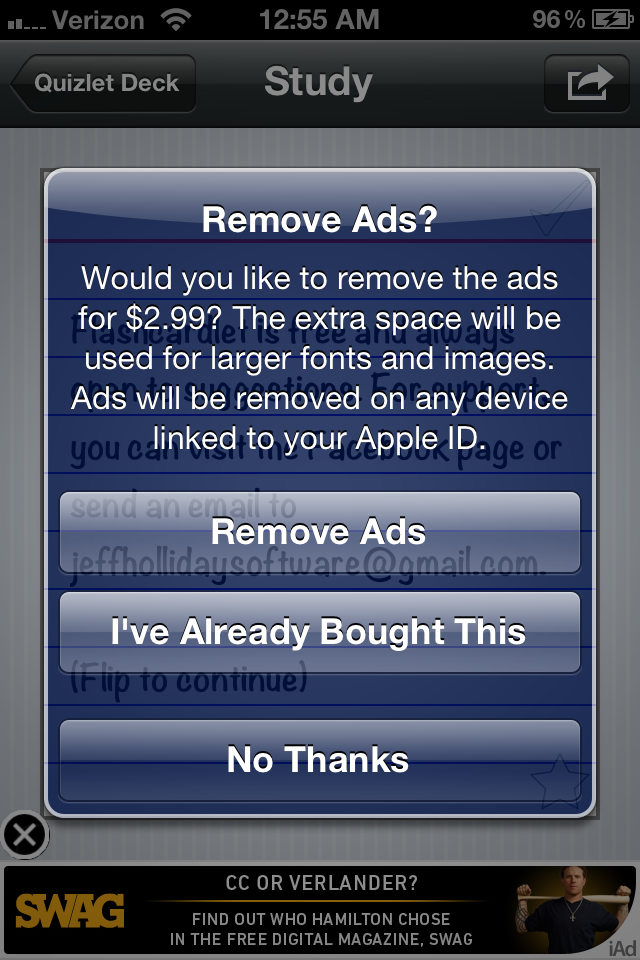 Verizon 12:55 AM 96%
Quizlet Deck Study
Remove Ads?
Would you like to remove the ads
for $2.99? The extra space will be
used for larger fonts and images.
Ads will be removed on any device
linked to your Apple ID.
Flashcardlet is free and always
open to suggestions. For support
you can visit the Facebook page or
send an email to
Remove Ads
jeffhollidaysoftware@gmail.com.
I've Already Bought This
(Flip to continue)
No Thanks
SWAG
CC OR VERLANDER?
FIND OUT WHO HAMILTON CHOSE
IN THE FREE DIGITAL MAGAZINE, SWAG
iAd